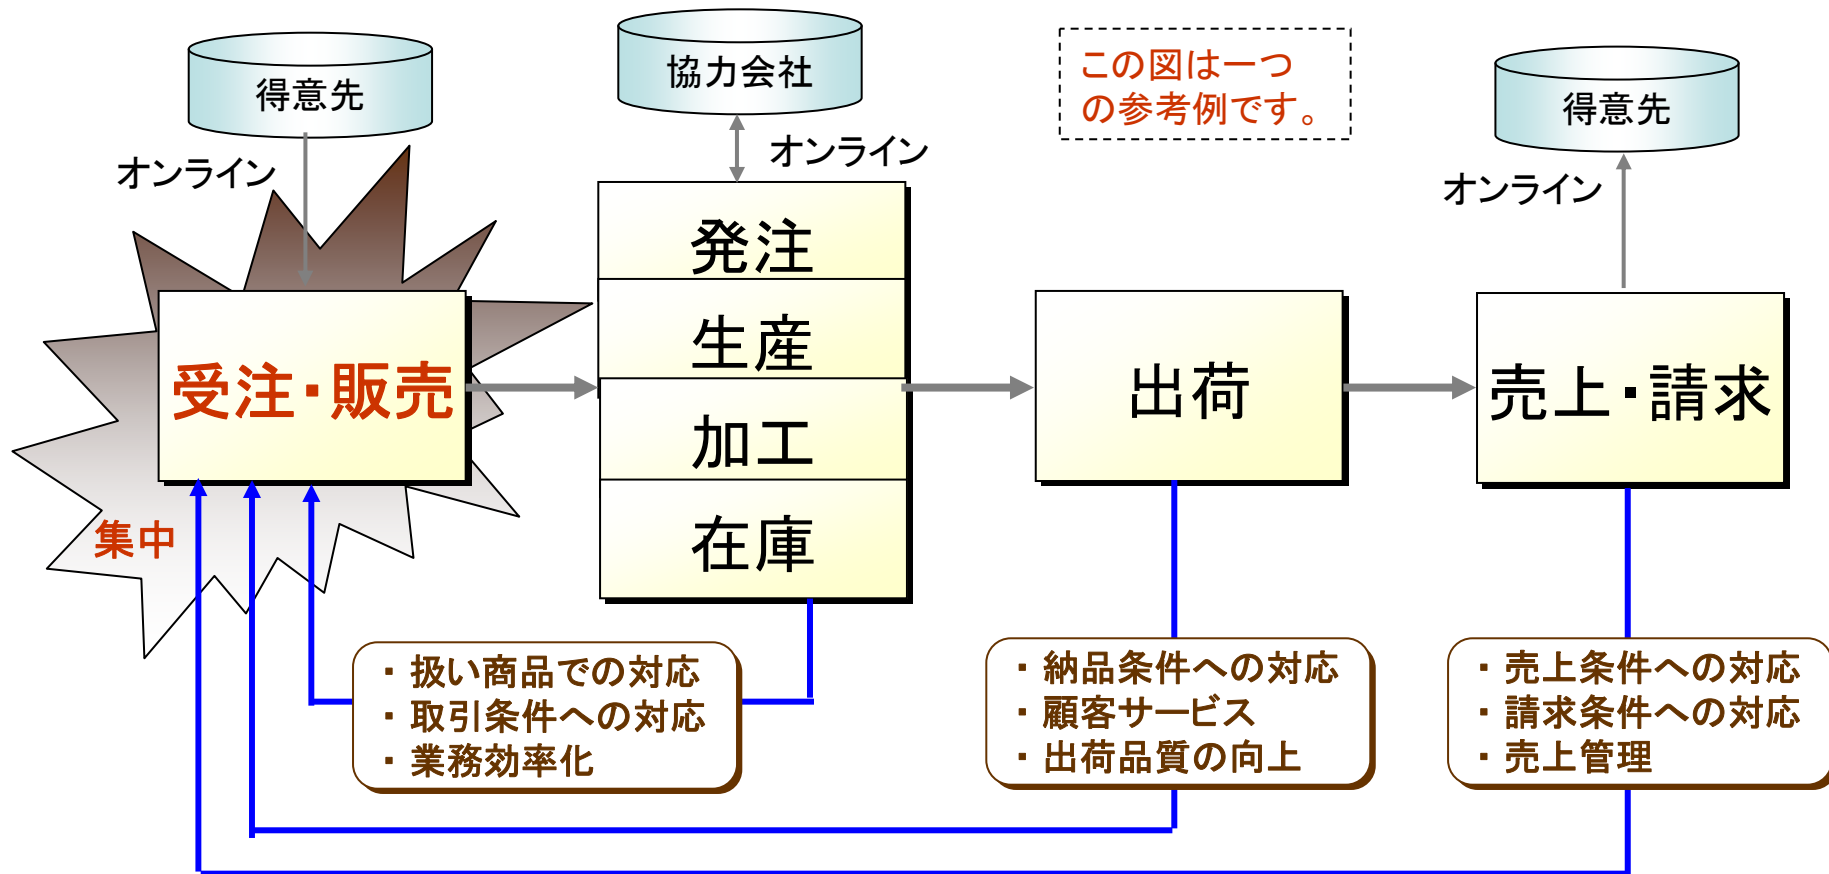 得意先
協力会社
この図は一つ
の参考例です。
得意先
オンライン
オンライン
オンライン
受注・販売
集中
発注
生産
加工
在庫
出荷
売上・請求
・扱い商品での対応
・取引条件への対応
・業務効率化
・納品条件への対応
・顧客サービス
・出荷品質の向上
・売上条件への対応
・請求条件への対応
・売上管理